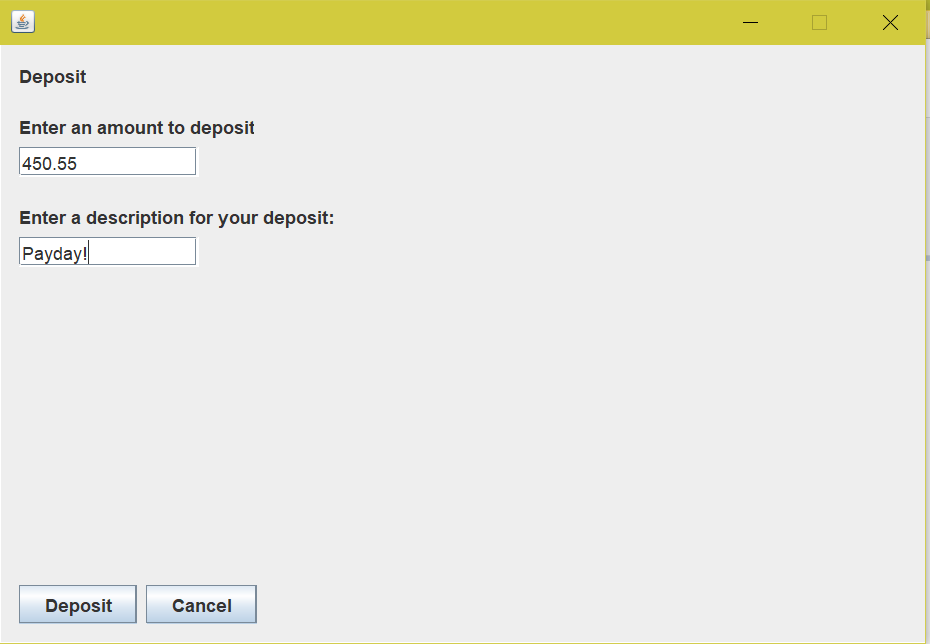 Deposit
Enter an amount to deposit
450.55
Enter a description for your deposit:
Payday!
Deposit Cancel